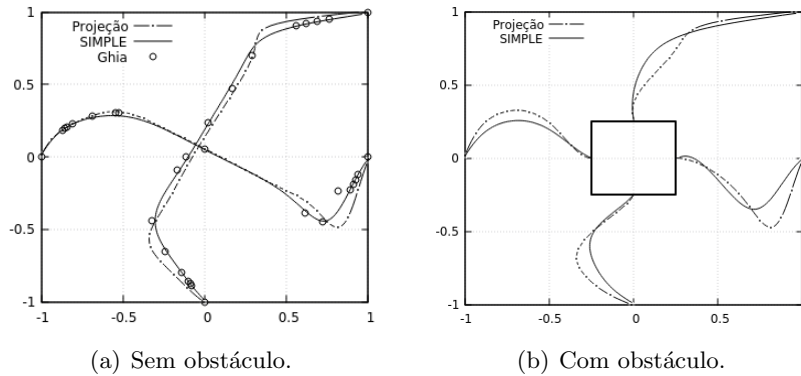 Projeção
SIMPLE
Ghia
1
0.5
0
-0.5
-1
-1 -0.5 0 0.5 1
(a) Sem obstáculo.
Projeção
SIMPLE
1
0.5
0
-0.5
-1
-1 -0.5 0 0.5
(b) Com obstáculo.